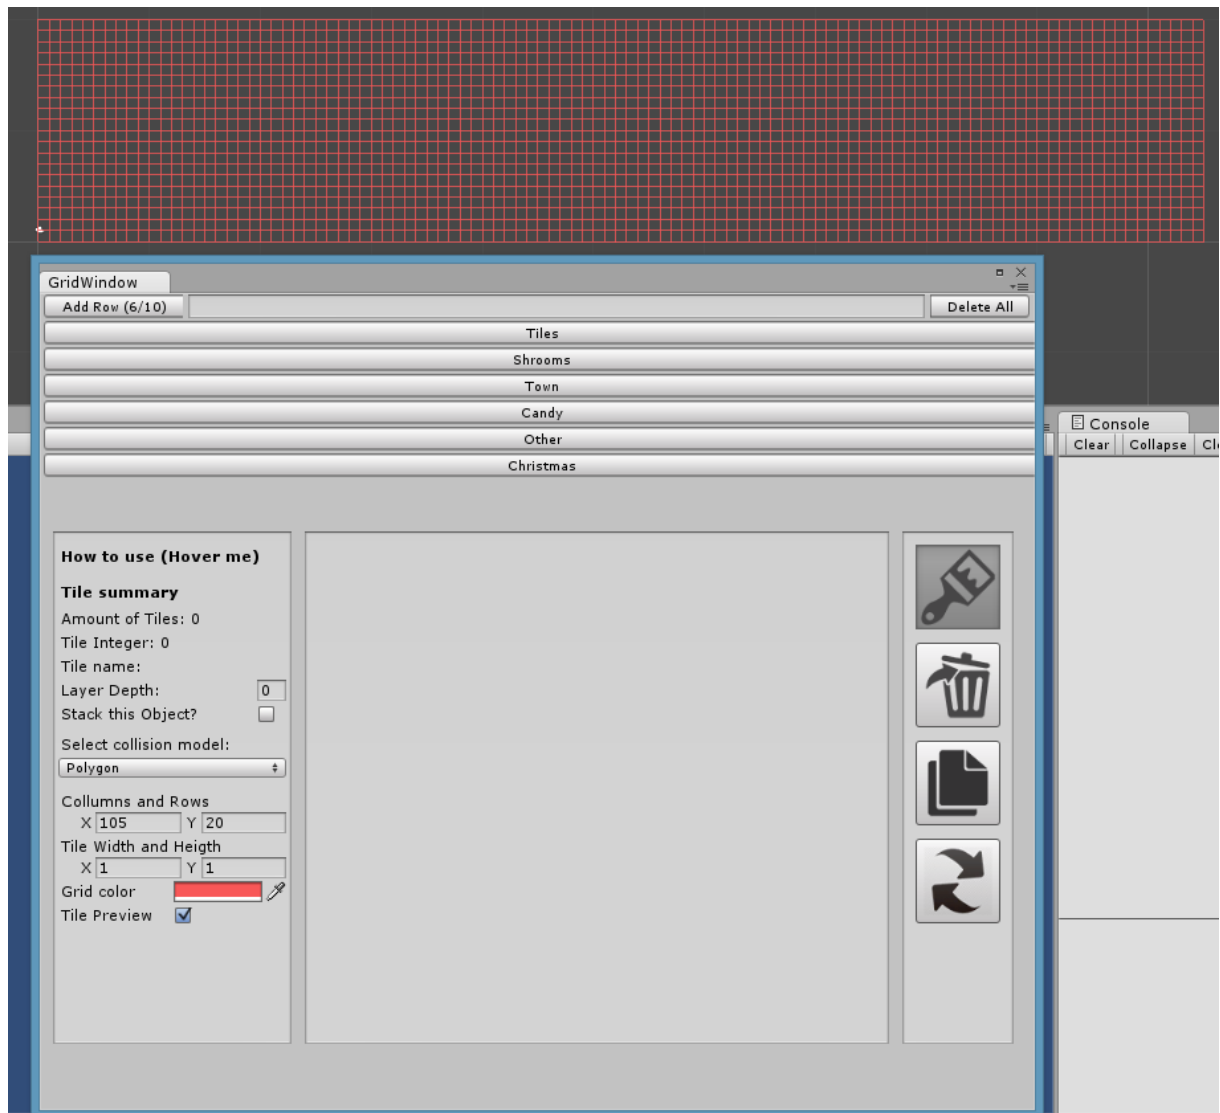 GridWindow
Add Row (6/10)
Delete All
Tiles
Shrooms
Town
Candy
Other
Christmas
Console
Clear Collapse
How to use (Hover me)
Tile summary
Amount of Tiles: 0
Tile Integer: 0
Tile name:
Layer Depth: 0
Stack this Object?
Select collision model:
Polygon
Collumns and Rows
X 105 Y 20
Tile Width and Heigth
X 1 Y 1
Grid color
Tile Preview